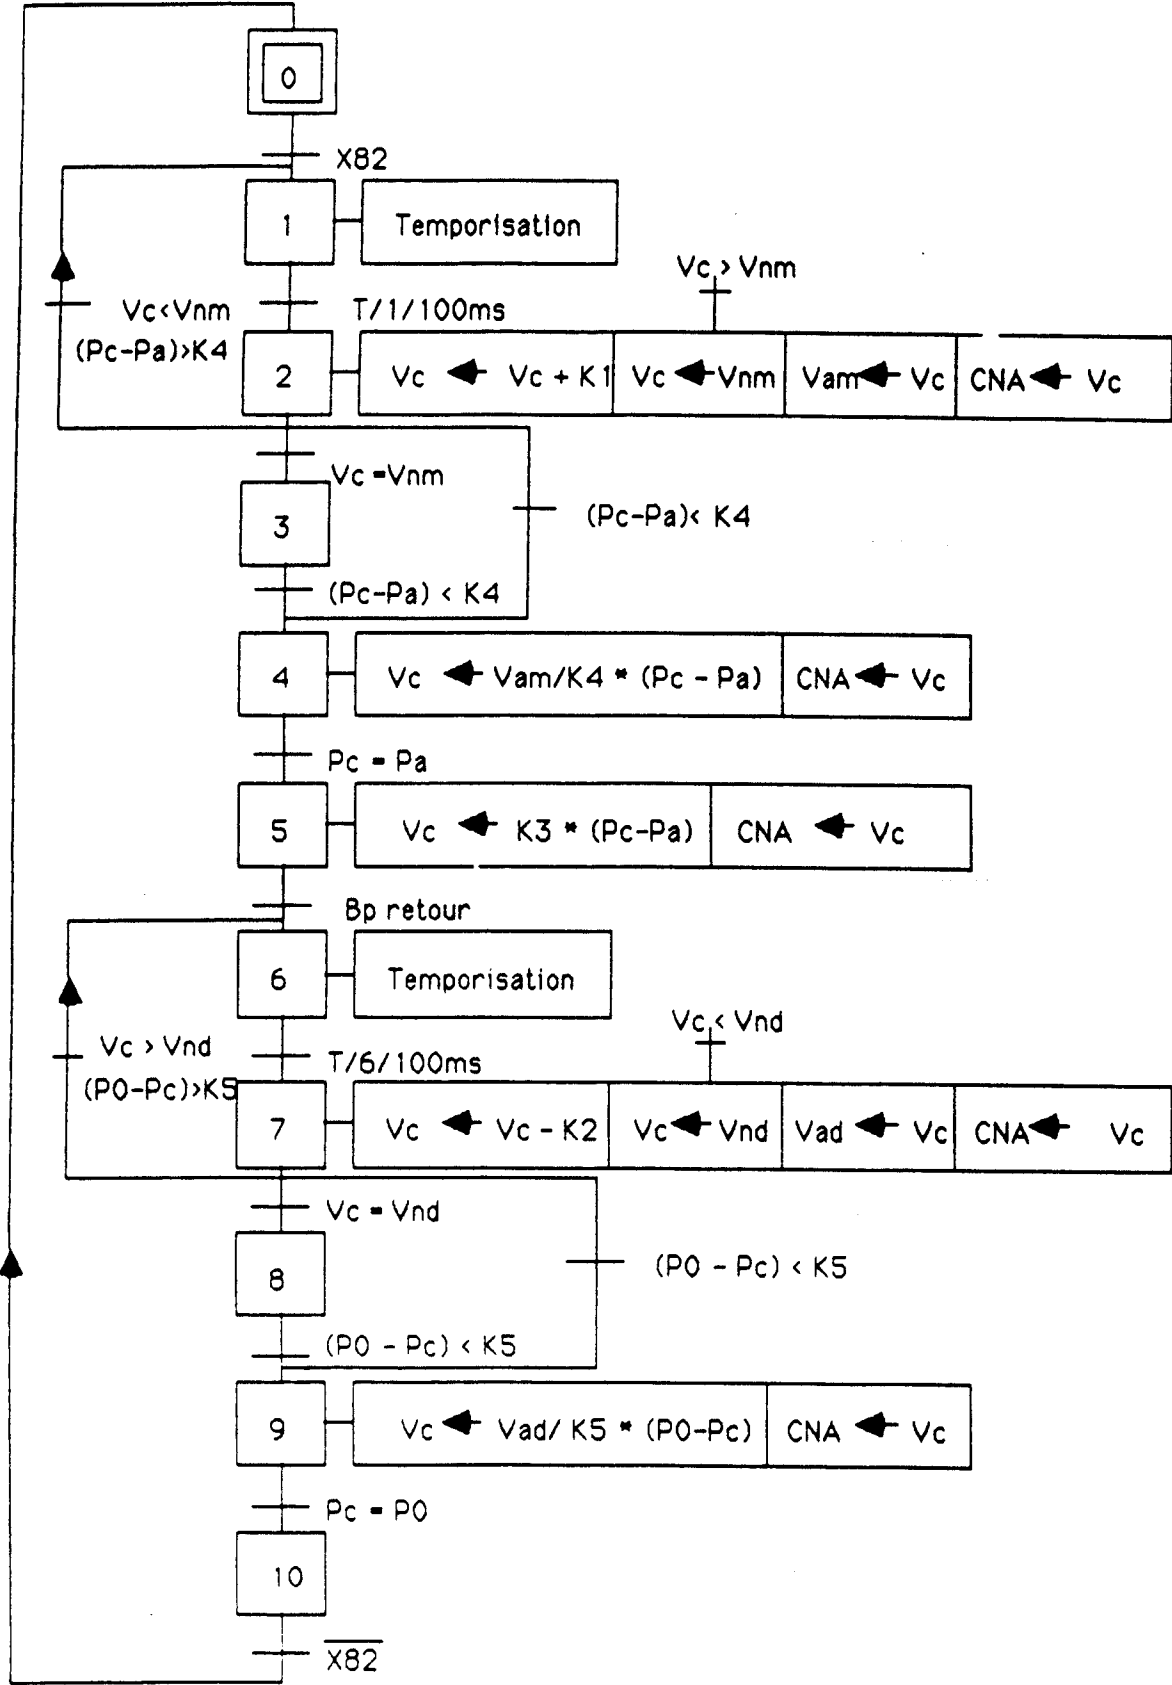 0
X82
1
Temporisation
Vc > Vnm
Vc<Vnm
(Pc-Pa)>K4
T/1/100ms
2
Vc ← Vc + K1
Vc ← Vnm
Vam ← Vc
CNA ← Vc
Vc = Vnm
3
(Pc-Pa)< K4
(Pc-Pa) < K4
4
Vc ← Vam/K4 * (Pc - Pa)
CNA ← Vc
Pc = Pa
5
Vc ← K3 * (Pc-Pa)
CNA ← Vc
Bp retour
6
Temporisation
Vc < Vnd
Vc > Vnd
(P0-Pc)>K5
T/6/100ms
7
Vc ← Vc - K2
Vc ← Vnd
Vad ← Vc
CNA ← Vc
Vc = Vnd
8
(P0 - Pc) < K5
(P0 - Pc) < K5
9
Vc ← Vad/ K5 * (P0-Pc)
CNA ← Vc
Pc = P0
10
X̅8̅2̅